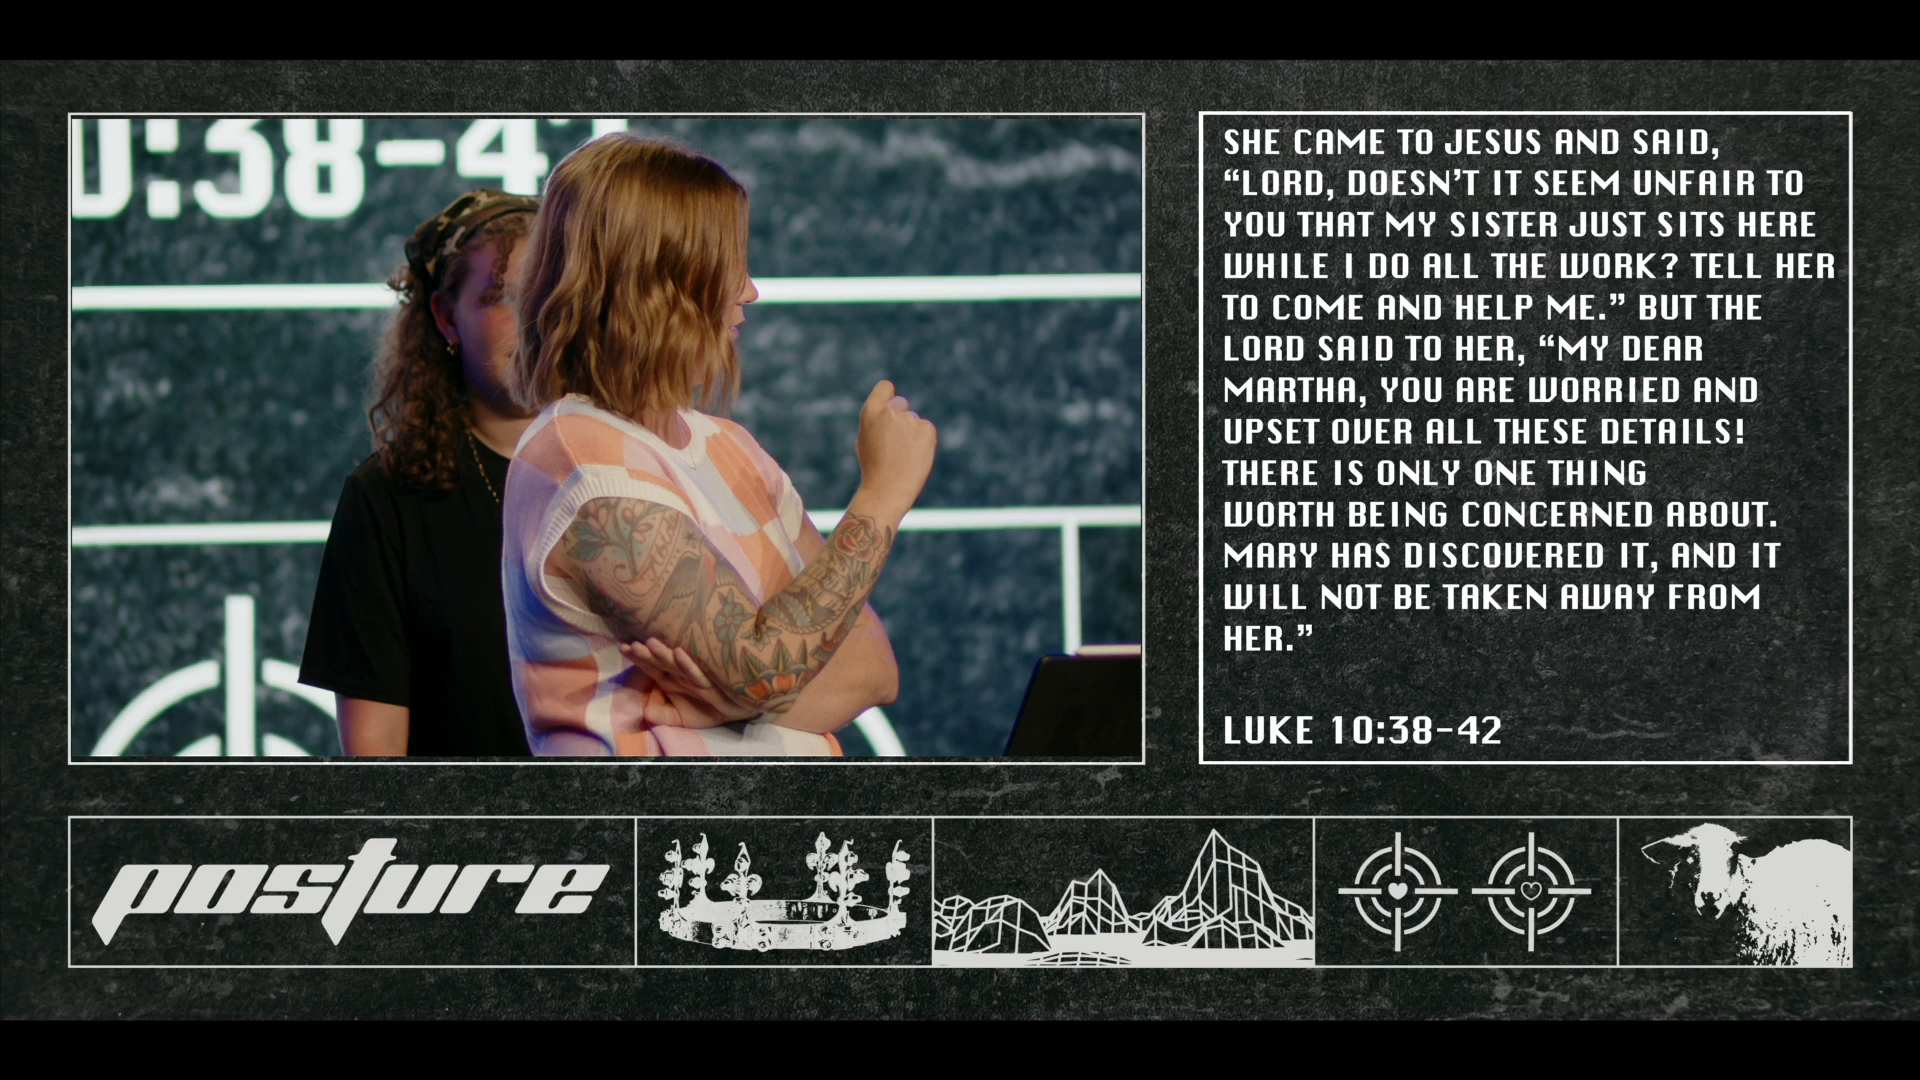 0:38-4
SHE CAME TO JESUS AND SAID,
“LORD, DOESN’T IT SEEM UNFAIR TO
YOU THAT MY SISTER JUST SITS HERE
WHILE I DO ALL THE WORK? TELL HER
TO COME AND HELP ME.” BUT THE
LORD SAID TO HER, “MY DEAR
MARTHA, YOU ARE WORRIED AND
UPSET OVER ALL THESE DETAILS!
THERE IS ONLY ONE THING
WORTH BEING CONCERNED ABOUT.
MARY HAS DISCOVERED IT, AND IT
WILL NOT BE TAKEN AWAY FROM
HER.”
LUKE 10:38-42
posture